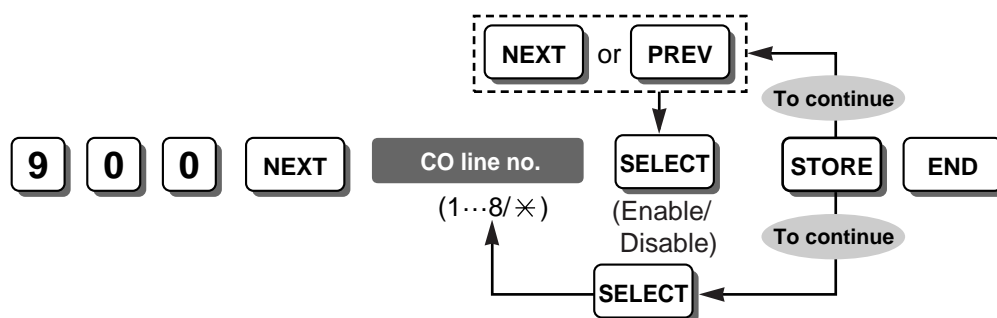 NEXT or PREV
To continue
9 0 0 NEXT CO line no. SELECT STORE END
(1···8/✳)
(Enable/
Disable)
To continue
SELECT